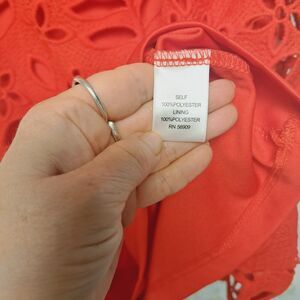 SELF
100%POLYESTER
LINING
100%POLYESTER
RN 56909